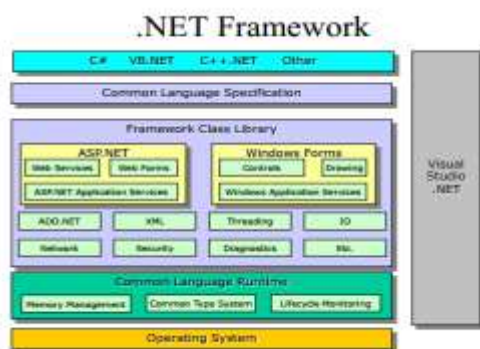 .NET Framework
C# VB.NET C++.NET Other
Common Language Specification
Framework Class Library
ASP.NET
Web Services Web Forms
ASP.NET Application Services
Windows Forms
Controls Drawing
Windows Application Services
ADO.NET XML Threading IO
Network Security Diagnostics Etc.
Common Language Runtime
Memory Management Common Type System Lifecycle Monitoring
Operating System
Visual
Studio
.NET